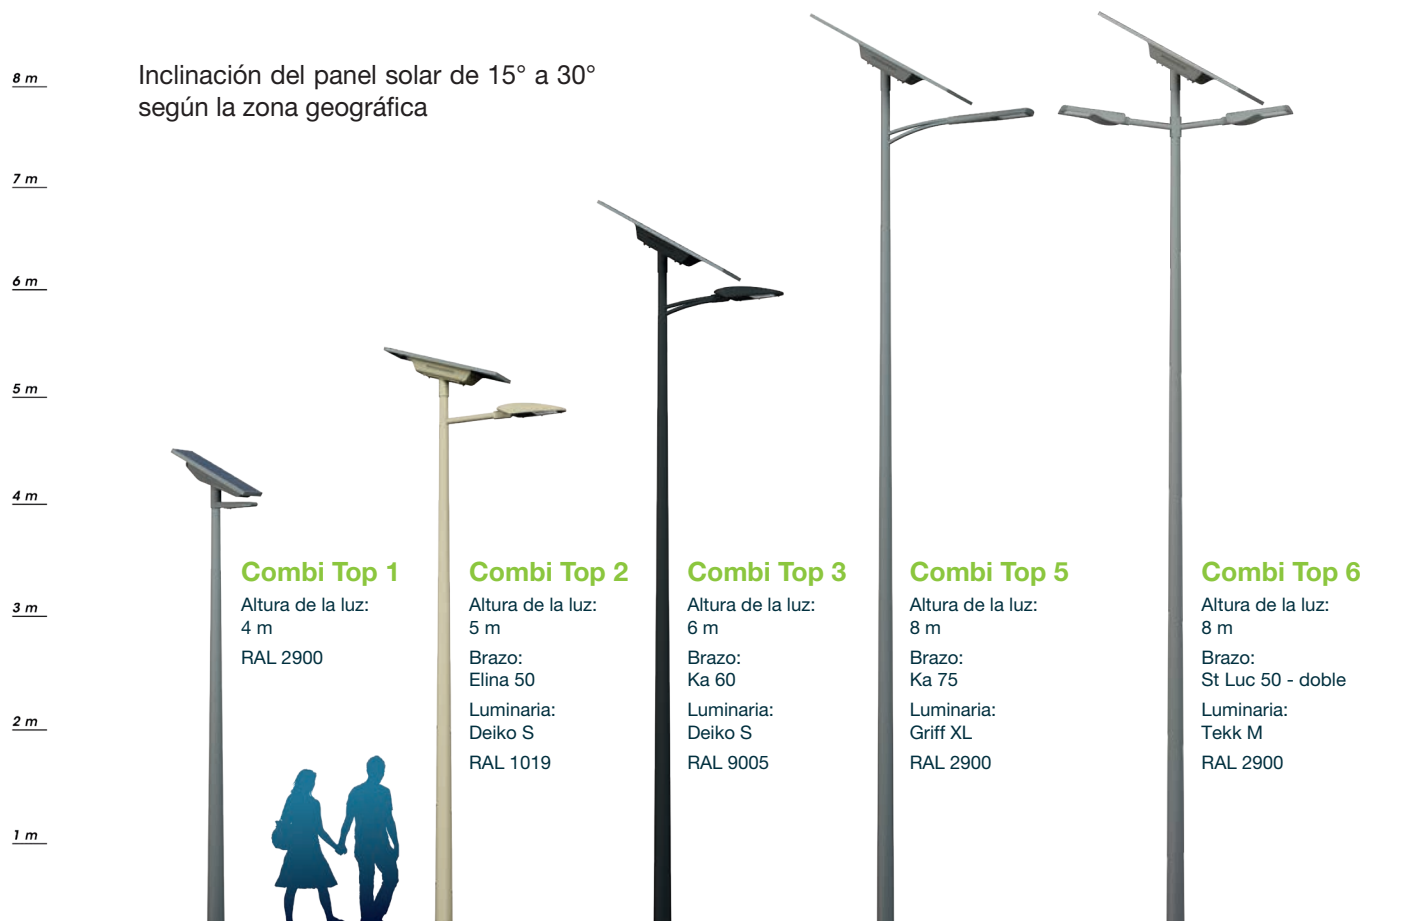 Inclinación del panel solar de 15° a 30°
según la zona geográfica
8 m
7 m
6 m
5 m
4 m
3 m
2 m
1 m
Combi Top 1
Altura de la luz:
4 m
RAL 2900
Combi Top 2
Altura de la luz:
5 m
Brazo:
Elina 50
Luminaria:
Deiko S
RAL 1019
Combi Top 3
Altura de la luz:
6 m
Brazo:
Ka 60
Luminaria:
Deiko S
RAL 9005
Combi Top 5
Altura de la luz:
8 m
Brazo:
Ka 75
Luminaria:
Griff XL
RAL 2900
Combi Top 6
Altura de la luz:
8 m
Brazo:
St Luc 50 - doble
Luminaria:
Tekk M
RAL 2900